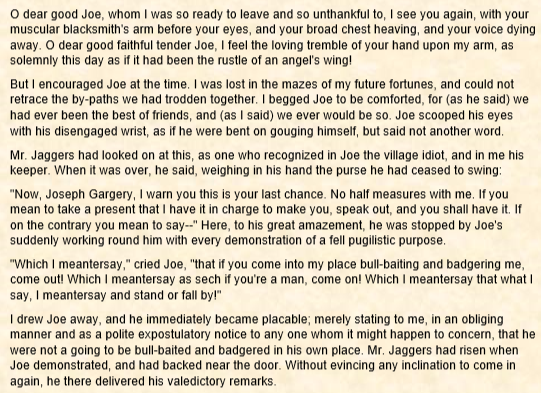 O dear good Joe, whom I was so ready to leave and so unthankful to, I see you again, with your
muscular blacksmith's arm before your eyes, and your broad chest heaving, and your voice dying
away. O dear good faithful tender Joe, I feel the loving tremble of your hand upon my arm, as
solemnly this day as if it had been the rustle of an angel's wing!
But I encouraged Joe at the time. I was lost in the mazes of my future fortunes, and could not
retrace the by-paths we had trodden together. I begged Joe to be comforted, for (as he said) we
had ever been the best of friends, and (as I said) we ever would be so. Joe scooped his eyes
with his disengaged wrist, as if he were bent on gouging himself, but said not another word.
Mr. Jaggers had looked on at this, as one who recognized in Joe the village idiot, and in me his
keeper. When it was over, he said, weighing in his hand the purse he had ceased to swing:
"Now, Joseph Gargery, I warn you this is your last chance. No half measures with me. If you
mean to take a present that I have it in charge to make you, speak out, and you shall have it. If
on the contrary you mean to say--" Here, to his great amazement, he was stopped by Joe's
suddenly working round him with every demonstration of a fell pugilistic purpose.
"Which I meantersay," cried Joe, "that if you come into my place bull-baiting and badgering me,
come out! Which I meantersay as sech if you're a man, come on! Which I meantersay that what I
say, I meantersay and stand or fall by!"
I drew Joe away, and he immediately became placable; merely stating to me, in an obliging
manner and as a polite expostulatory notice to any one whom it might happen to concern, that he
were not a going to be bull-baited and badgered in his own place. Mr. Jaggers had risen when
Joe demonstrated, and had backed near the door. Without evincing any inclination to come in
again, he there delivered his valedictory remarks.